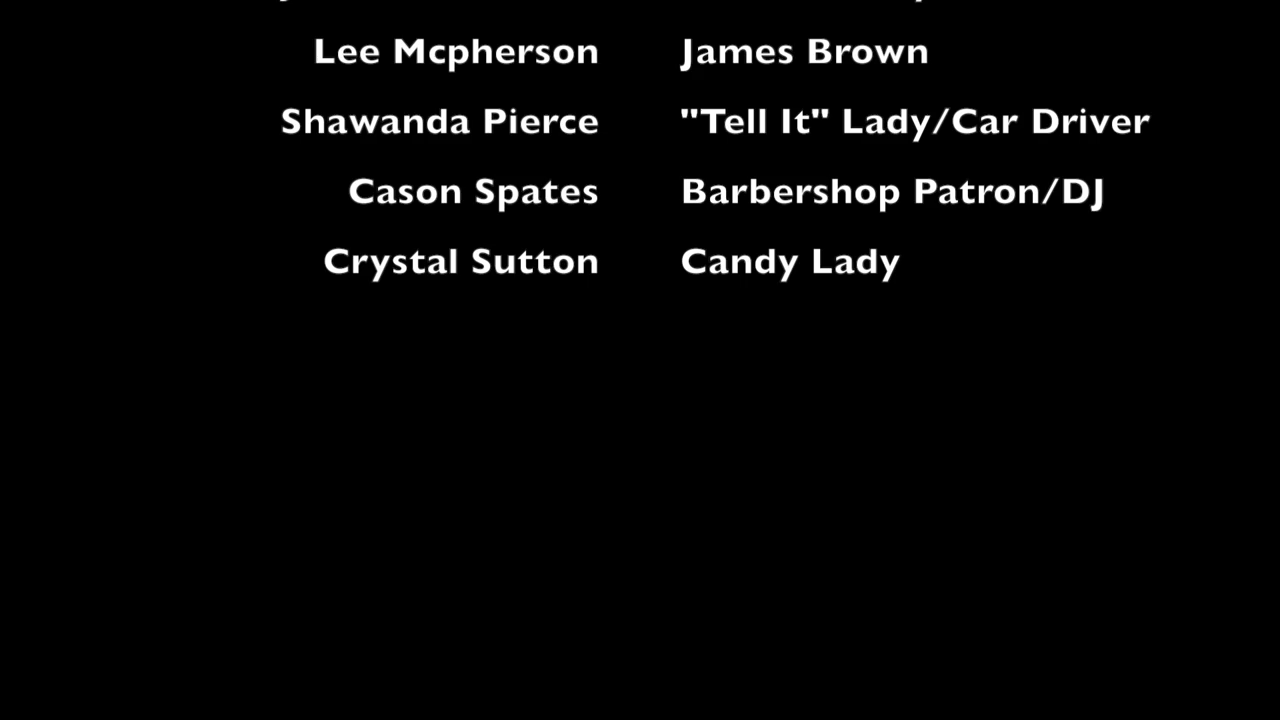 Lee Mcpherson James Brown
Shawanda Pierce "Tell It" Lady/Car Driver
Cason Spates Barbershop Patron/DJ
Crystal Sutton Candy Lady